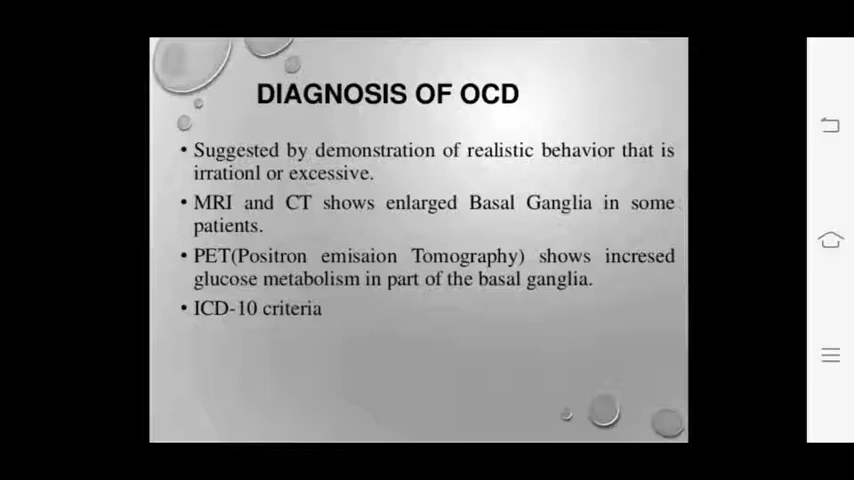 DIAGNOSIS OF OCD
• Suggested by demonstration of realistic behavior that is
irrationl or excessive.
• MRI and CT shows enlarged Basal Ganglia in some
patients.
• PET(Positron emisaion Tomography) shows incresed
glucose metabolism in part of the basal ganglia.
• ICD-10 criteria